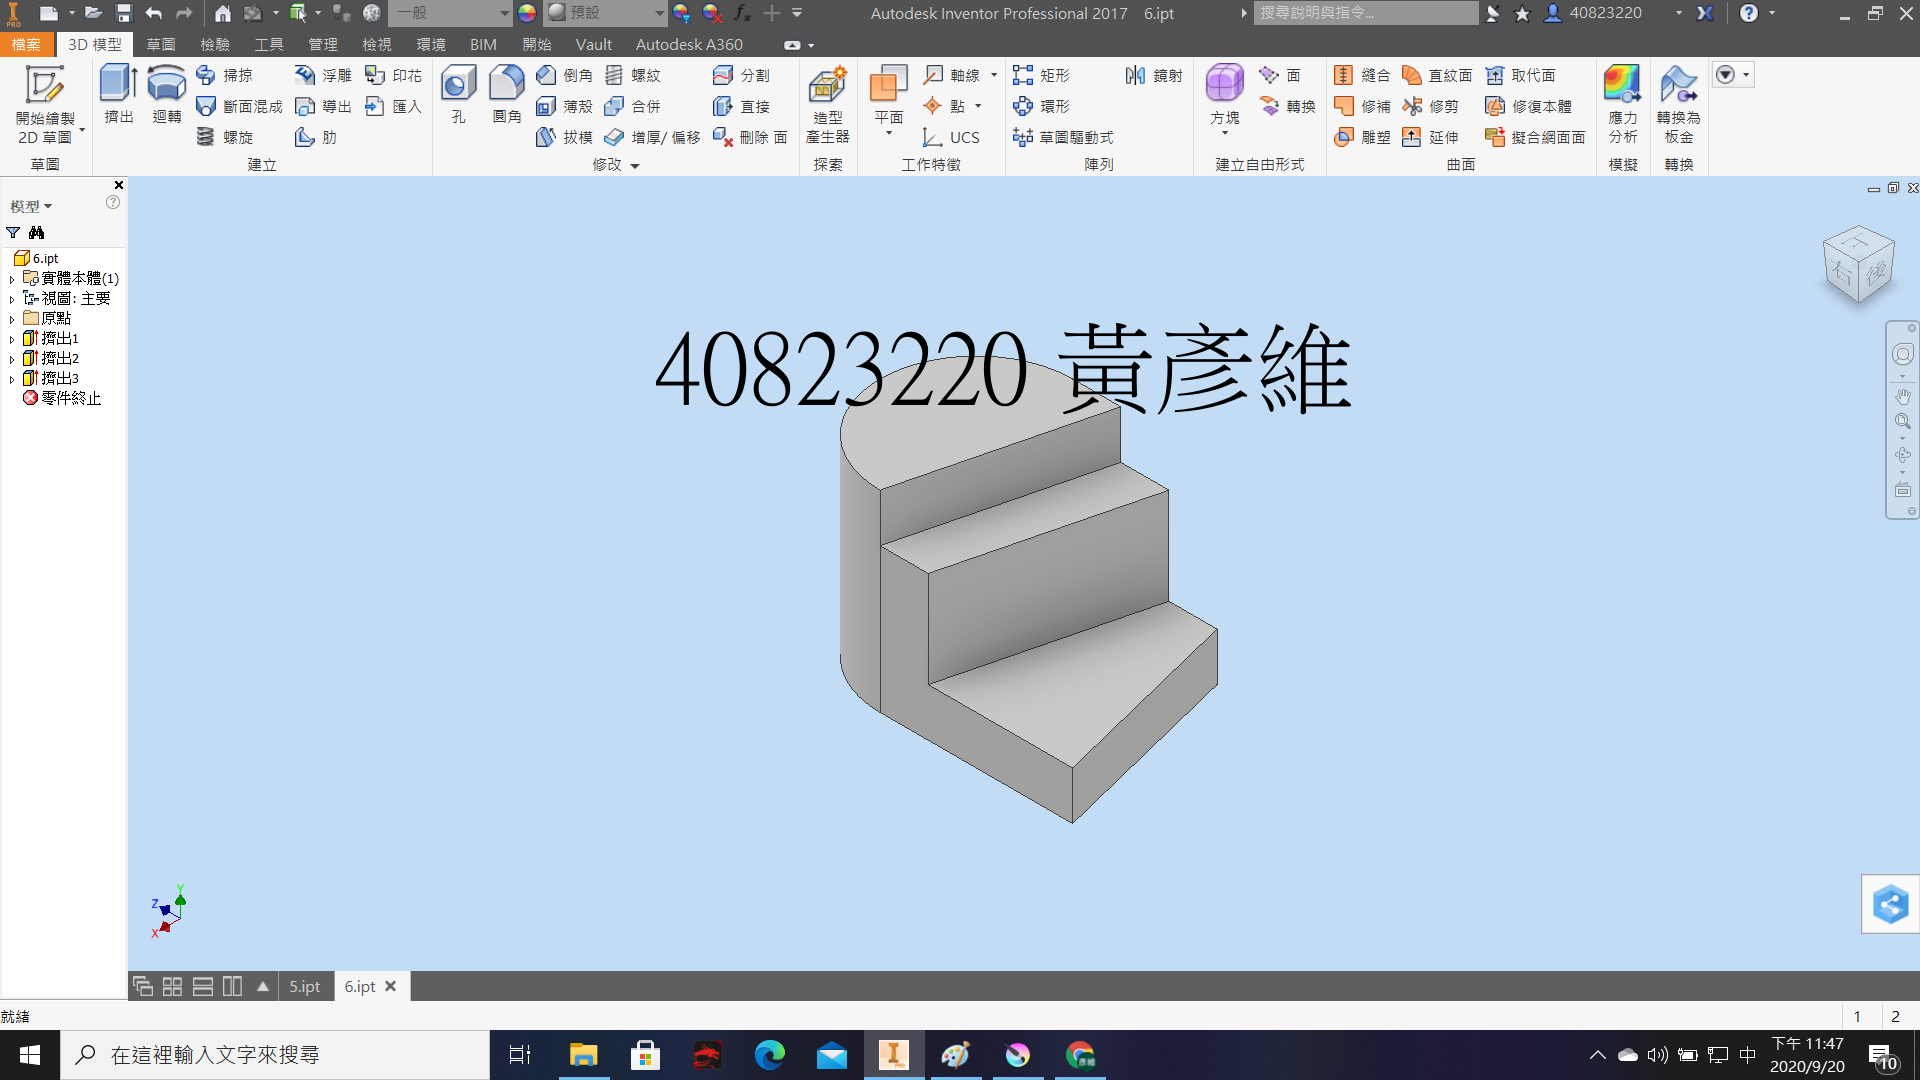 PRO 一般 預設 Autodesk Inventor Professional 2017 6.ipt 搜尋說明與指令... 40823220
檔案 3D 模型 草圖 檢驗 工具 管理 檢視 環境 BIM 開始 Vault Autodesk A360
開始繪製
2D 草圖
草圖
擠出 迴轉 掃掠 浮雕 印花
斷面混成 導出 匯入
螺旋 肋
建立
孔 圓角 倒角 螺紋 分割
薄殼 合併 直接
拔模 增厚/ 偏移 刪除 面
修改
造型
產生器
探索
平面 軸線
點
UCS
工作特徵
矩形 鏡射
環形
草圖驅動式
陣列
方塊 面
轉換
建立自由形式
縫合 直紋面 取代面
修補 修剪 修復本體
雕塑 延伸 擬合網面面
曲面
應力
分析
模擬
轉換為
板金
轉換
模型
6.ipt
實體本體(1)
視圖: 主要
原點
擠出1
擠出2
擠出3
零件終止
40823220 黃彥維
上
右 後
Y
Z
X
5.ipt 6.ipt
就緒 1 2
在這裡輸入文字來搜尋
PRO
彥維
中
下午 11:47
2020/9/20
10